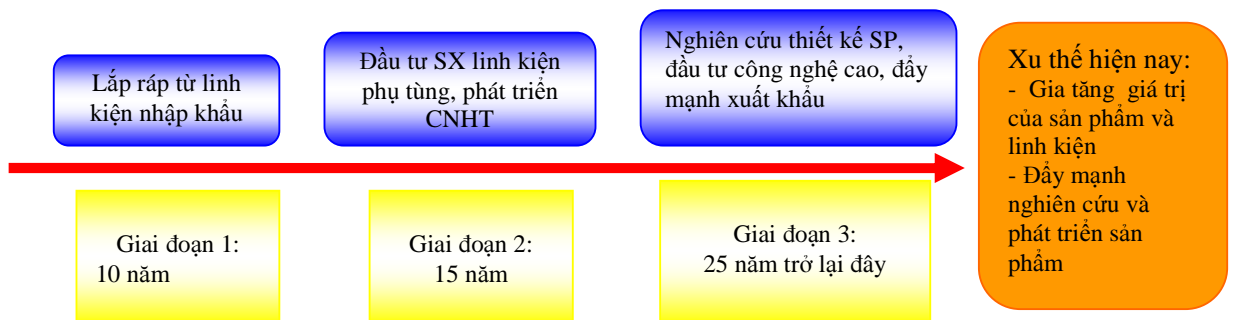 Lắp ráp từ linh
kiện nhập khẩu
Đầu tư SX linh kiện
phụ tùng, phát triển
CNHT
Nghiên cứu thiết kế SP,
đầu tư công nghệ cao, đẩy
mạnh xuất khẩu
Xu thế hiện nay:
- Gia tăng giá trị
của sản phẩm và
linh kiện
- Đẩy mạnh
nghiên cứu và
phát triển sản
phẩm
Giai đoạn 1:
10 năm
Giai đoạn 2:
15 năm
Giai đoạn 3:
25 năm trở lại đây